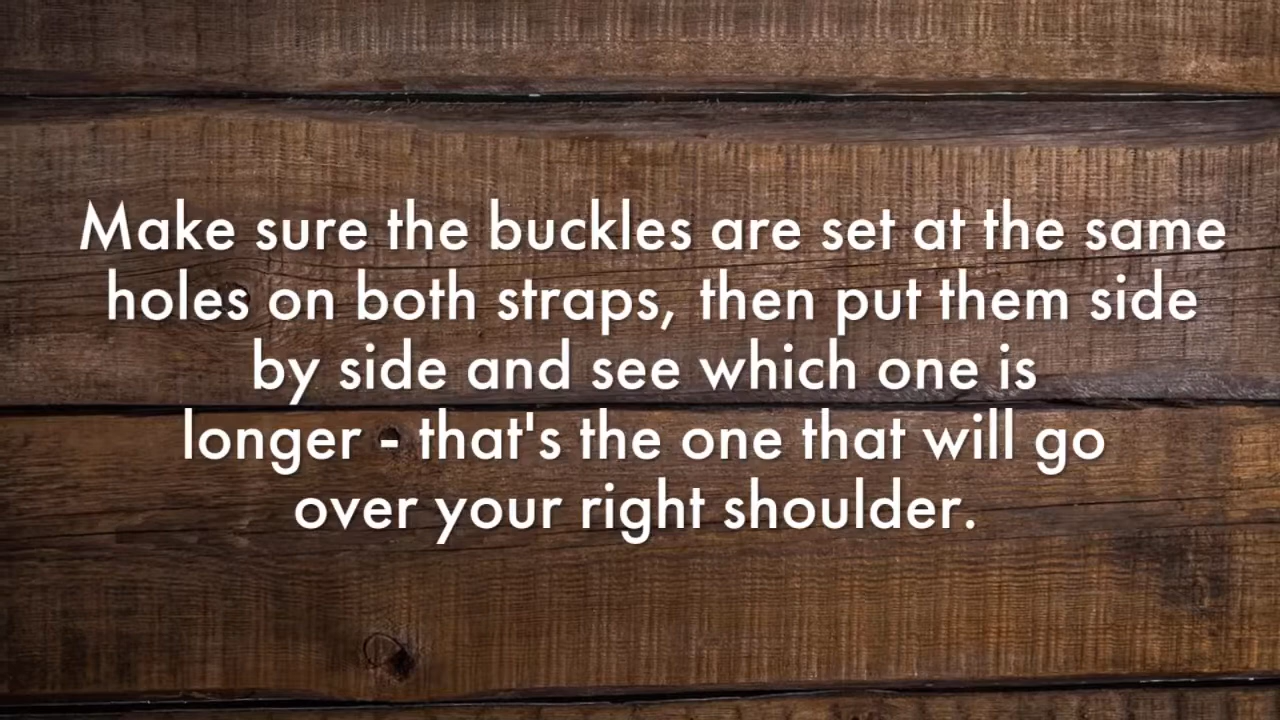 Make sure the buckles are set at the same
holes on both straps, then put them side
by side and see which one is
longer - that's the one that will go
over your right shoulder.